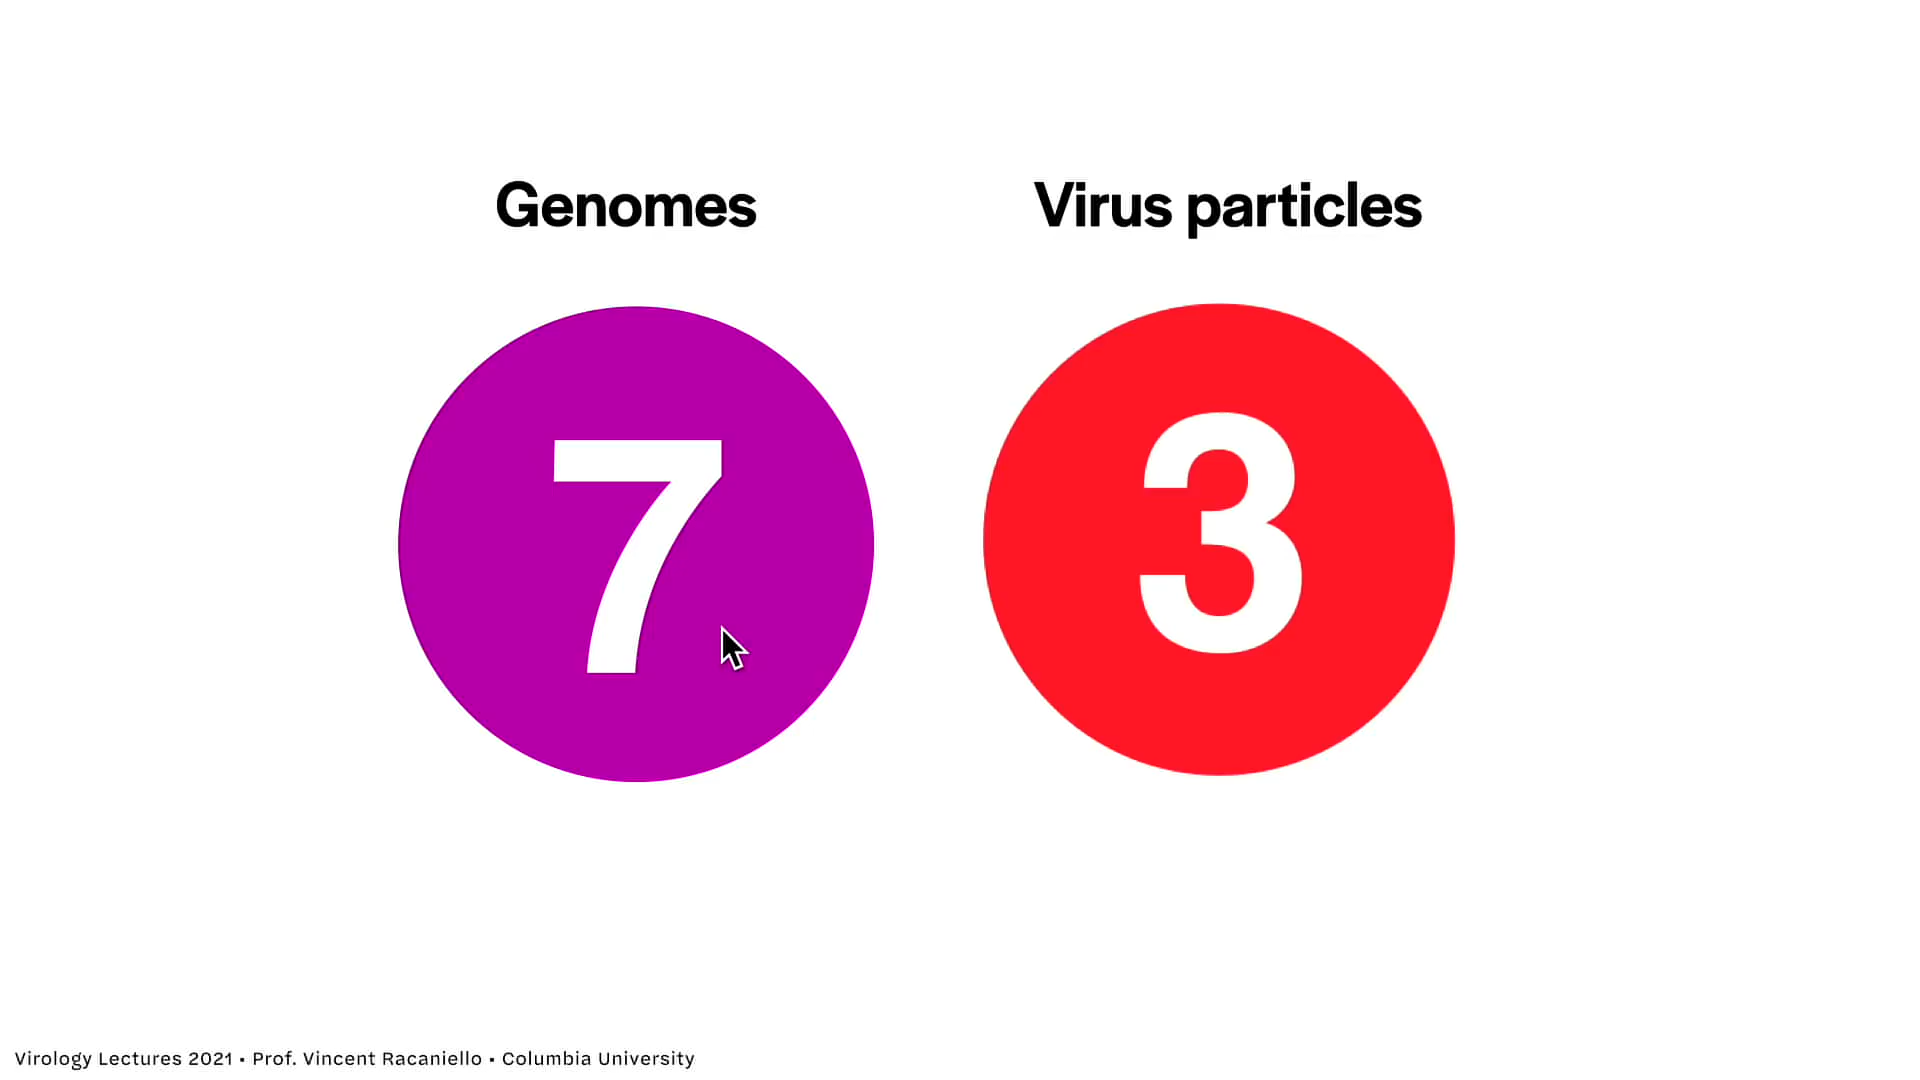 Genomes
Virus particles
7
3
Virology Lectures 2021 • Prof. Vincent Racaniello • Columbia University